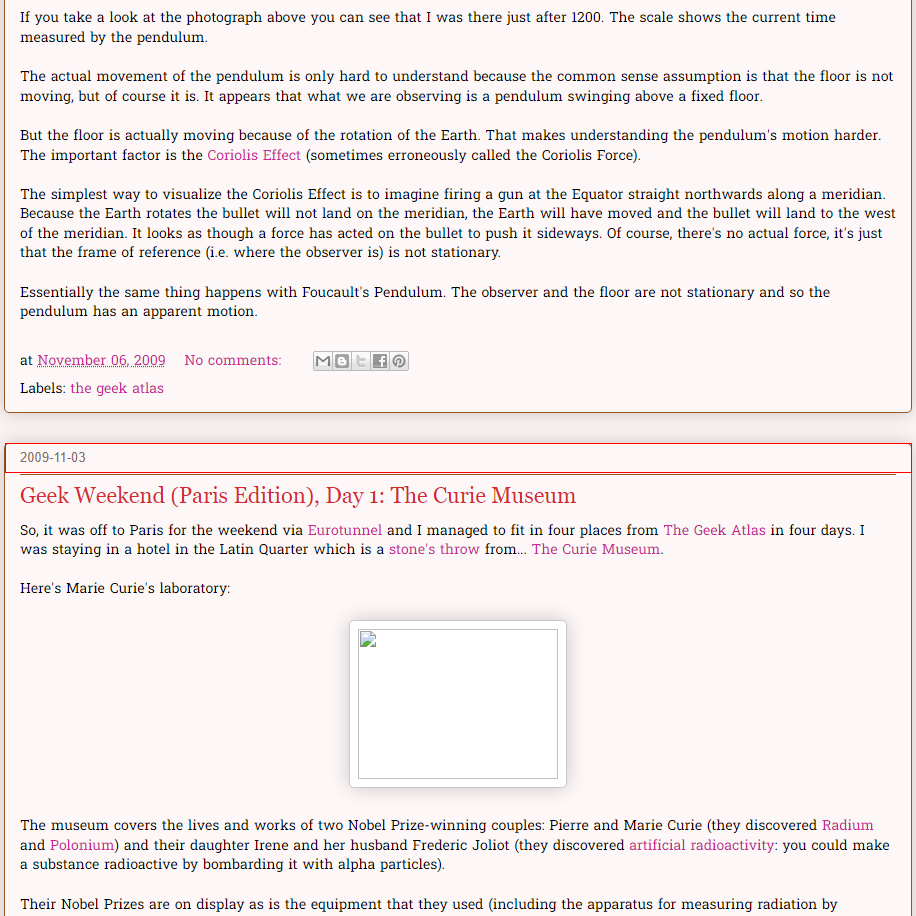 If you take a look at the photograph above you can see that I was there just after 1200. The scale shows the current time
measured by the pendulum.
The actual movement of the pendulum is only hard to understand because the common sense assumption is that the floor is not
moving, but of course it is. It appears that what we are observing is a pendulum swinging above a fixed floor.
But the floor is actually moving because of the rotation of the Earth. That makes understanding the pendulum's motion harder.
The important factor is the Coriolis Effect (sometimes erroneously called the Coriolis Force).
The simplest way to visualize the Coriolis Effect is to imagine firing a gun at the Equator straight northwards along a meridian.
Because the Earth rotates the bullet will not land on the meridian, the Earth will have moved and the bullet will land to the west
of the meridian. It looks as though a force has acted on the bullet to push it sideways. Of course, there's no actual force, it's just
that the frame of reference (i.e. where the observer is) is not stationary.
Essentially the same thing happens with Foucault's Pendulum. The observer and the floor are not stationary and so the
pendulum has an apparent motion.
at November 06, 2009 No comments:
Labels: the geek atlas
2009-11-03
Geek Weekend (Paris Edition), Day 1: The Curie Museum
So, it was off to Paris for the weekend via Eurotunnel and I managed to fit in four places from The Geek Atlas in four days. I
was staying in a hotel in the Latin Quarter which is a stone's throw from... The Curie Museum.
Here's Marie Curie's laboratory:
The museum covers the lives and works of two Nobel Prize-winning couples: Pierre and Marie Curie (they discovered Radium
and Polonium) and their daughter Irene and her husband Frederic Joliot (they discovered artificial radioactivity: you could make
a substance radioactive by bombarding it with alpha particles).
Their Nobel Prizes are on display as is the equipment that they used (including the apparatus for measuring radiation by